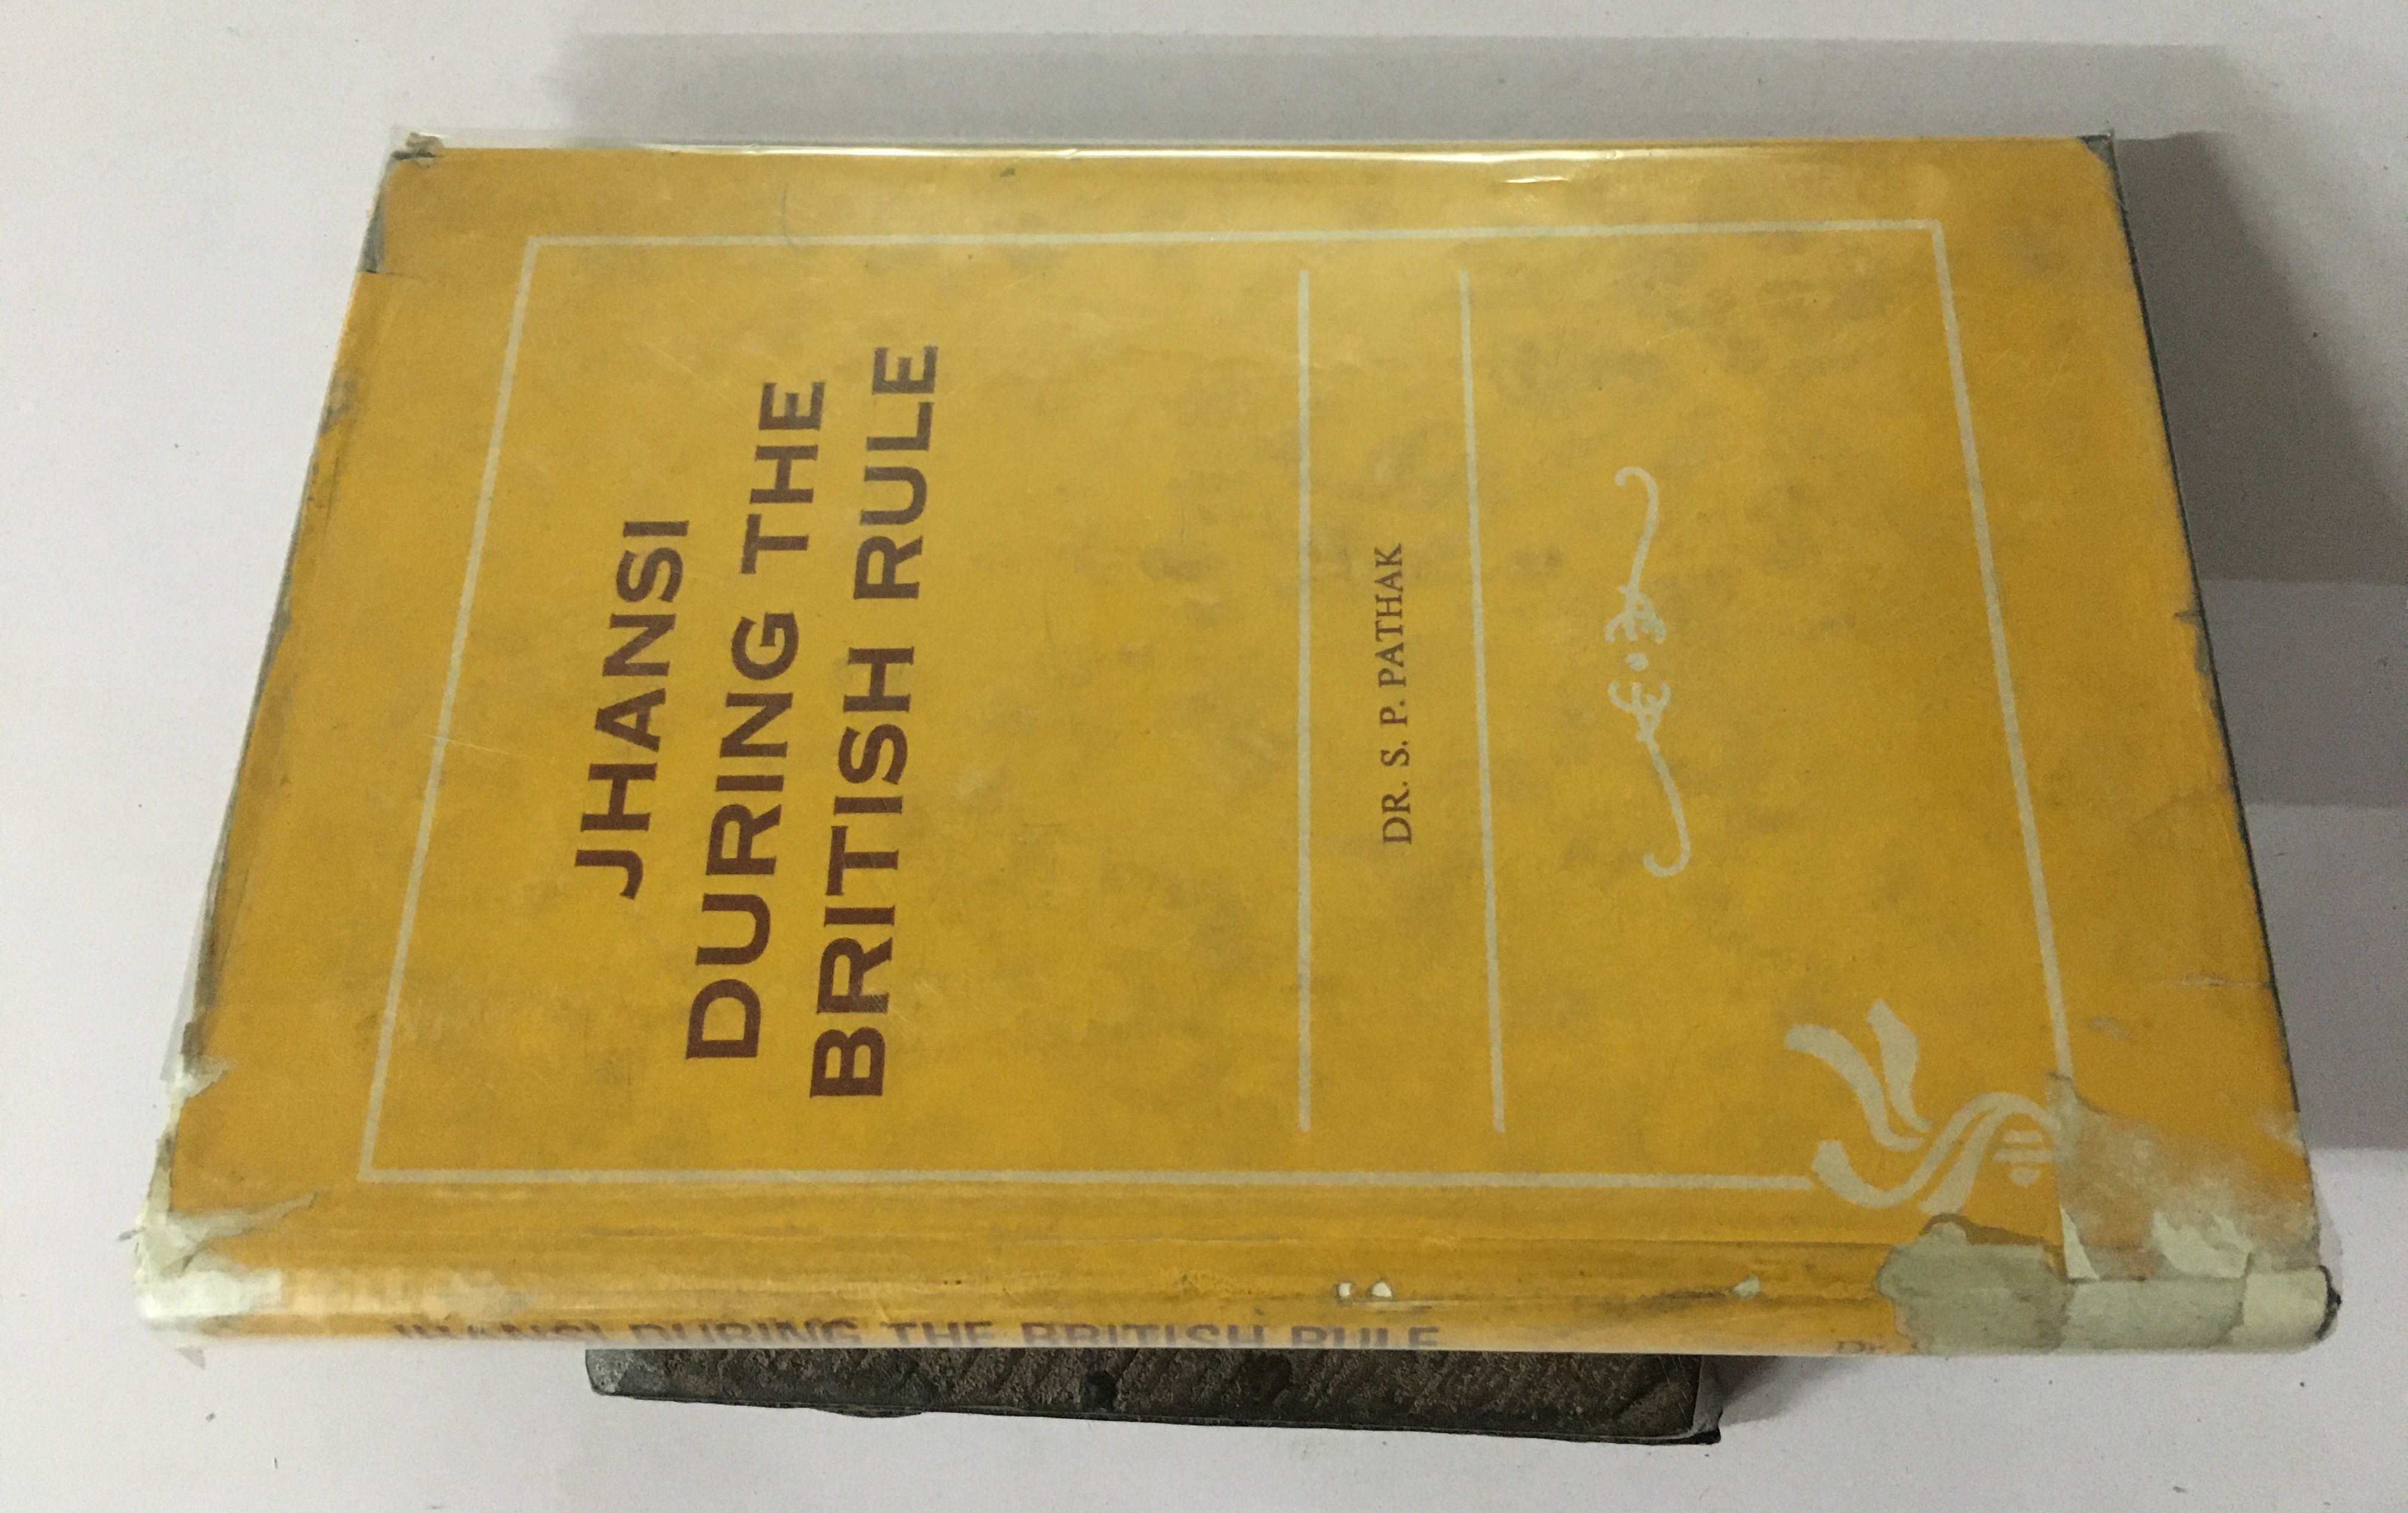 JHANSI
DURING THE
BRITISH RULE
DR. S. P. PATHAK
JHANSI DURING THE BRITISH RULE